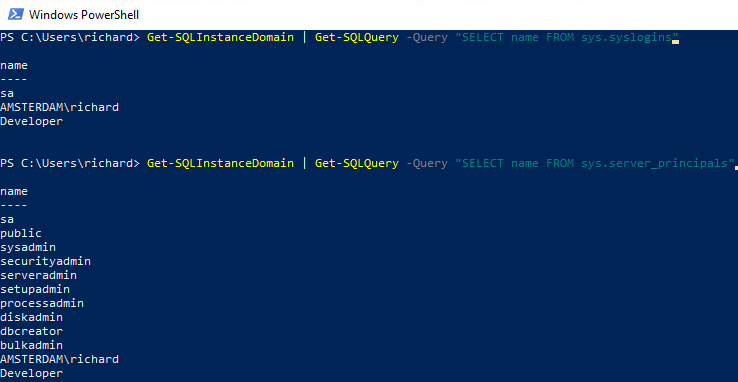 Windows PowerShell
PS C:\Users\richard> Get-SQLInstanceDomain | Get-SQLQuery -Query "SELECT name FROM sys.syslogins"
name
----
sa
AMSTERDAM\richard
Developer
PS C:\Users\richard> Get-SQLInstanceDomain | Get-SQLQuery -Query "SELECT name FROM sys.server_principals"
name
----
sa
public
sysadmin
securityadmin
serveradmin
setupadmin
processadmin
diskadmin
dbcreator
bulkadmin
AMSTERDAM\richard
Developer